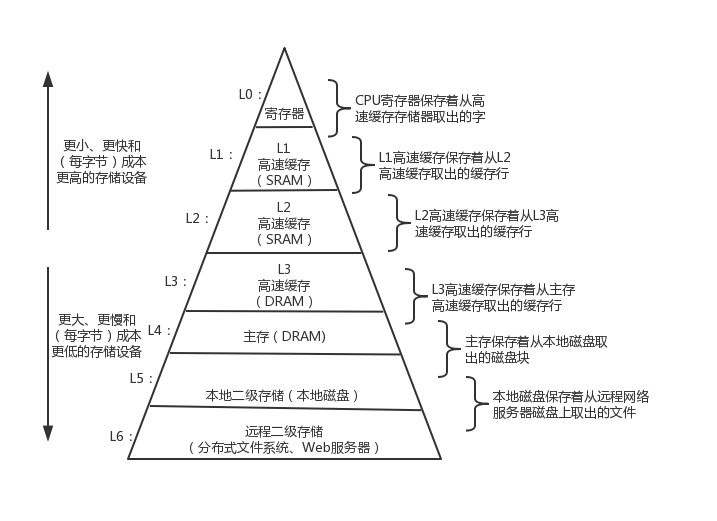 L0：
寄存器
CPU寄存器保存着从高
速缓存存储器取出的字
更小、更快和
（每字节）成本
更高的存储设备
L1：
L1
高速缓存
（SRAM）
L1高速缓存保存着从L2
高速缓存取出的缓存行
L2：
L2
高速缓存
（SRAM）
L2高速缓存保存着从L3高
速缓存取出的缓存行
L3：
L3
高速缓存
（DRAM）
L3高速缓存保存着从主存
高速缓存取出的缓存行
更大、更慢和
（每字节）成本
更低的存储设备
L4：
主存（DRAM)
主存保存着从本地磁盘取
出的磁盘块
L5：
本地二级存储（本地磁盘）
本地磁盘保存着从远程网络
服务器磁盘上取出的文件
L6：
远程二级存储
（分布式文件系统、Web服务器）